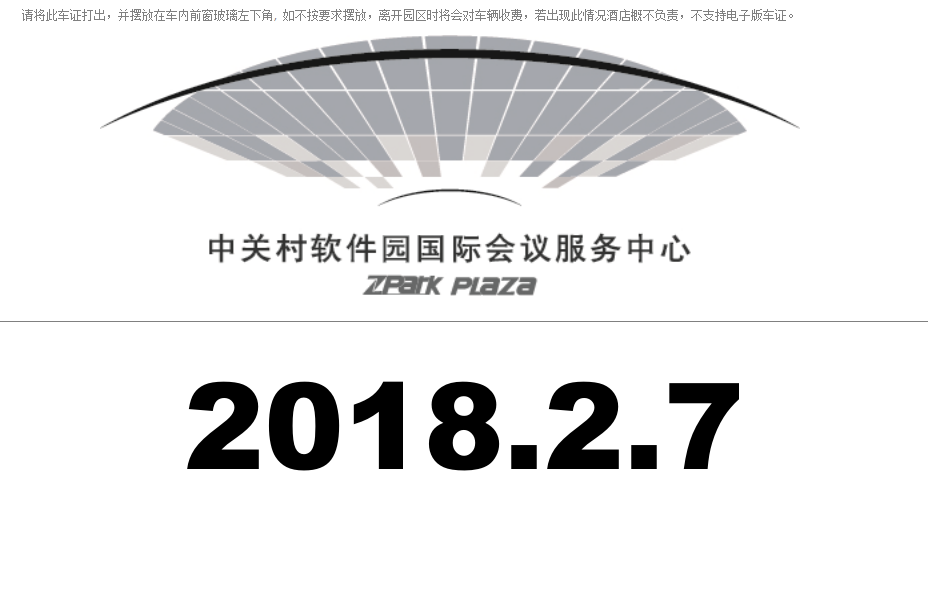 请将此车证打出，并摆放在车内前窗玻璃左下角, 如不按要求摆放，离开园区时将会对车辆收费，若出现此情况酒店概不负责，不支持电子版车证。
中关村软件园国际会议服务中心
ZPark PLaZa
2018.2.7